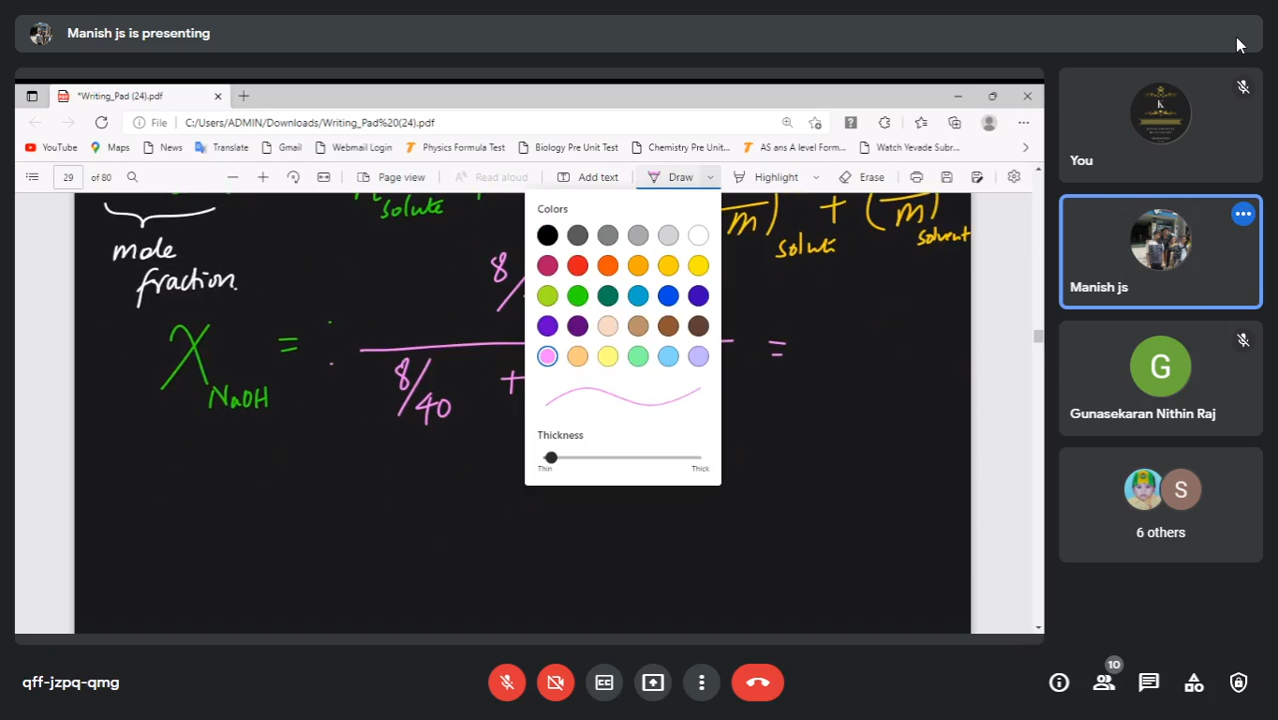 Manish js is presenting
*Writing_Pad (24).pdf
File C:/Users/ADMIN/Downloads/Writing_Pad%20(24).pdf
YouTube Maps News Translate Gmail Webmail Login Physics Formula Test Biology Pre Unit Test Chemistry Pre Unit... AS ans A level Form... Watch Yevade Subr...
29 of 80 Page view Read aloud Add text Draw Highlight Erase
solute
m) solute + (m) solvent
mole
fraction
Colors
8/
X NaOH = =
8/40 +
Thickness
Thin Thick
You
Manish js
G
Gunasekaran Nithin Raj
S
6 others
qff-jzpq-qmg
CC
10